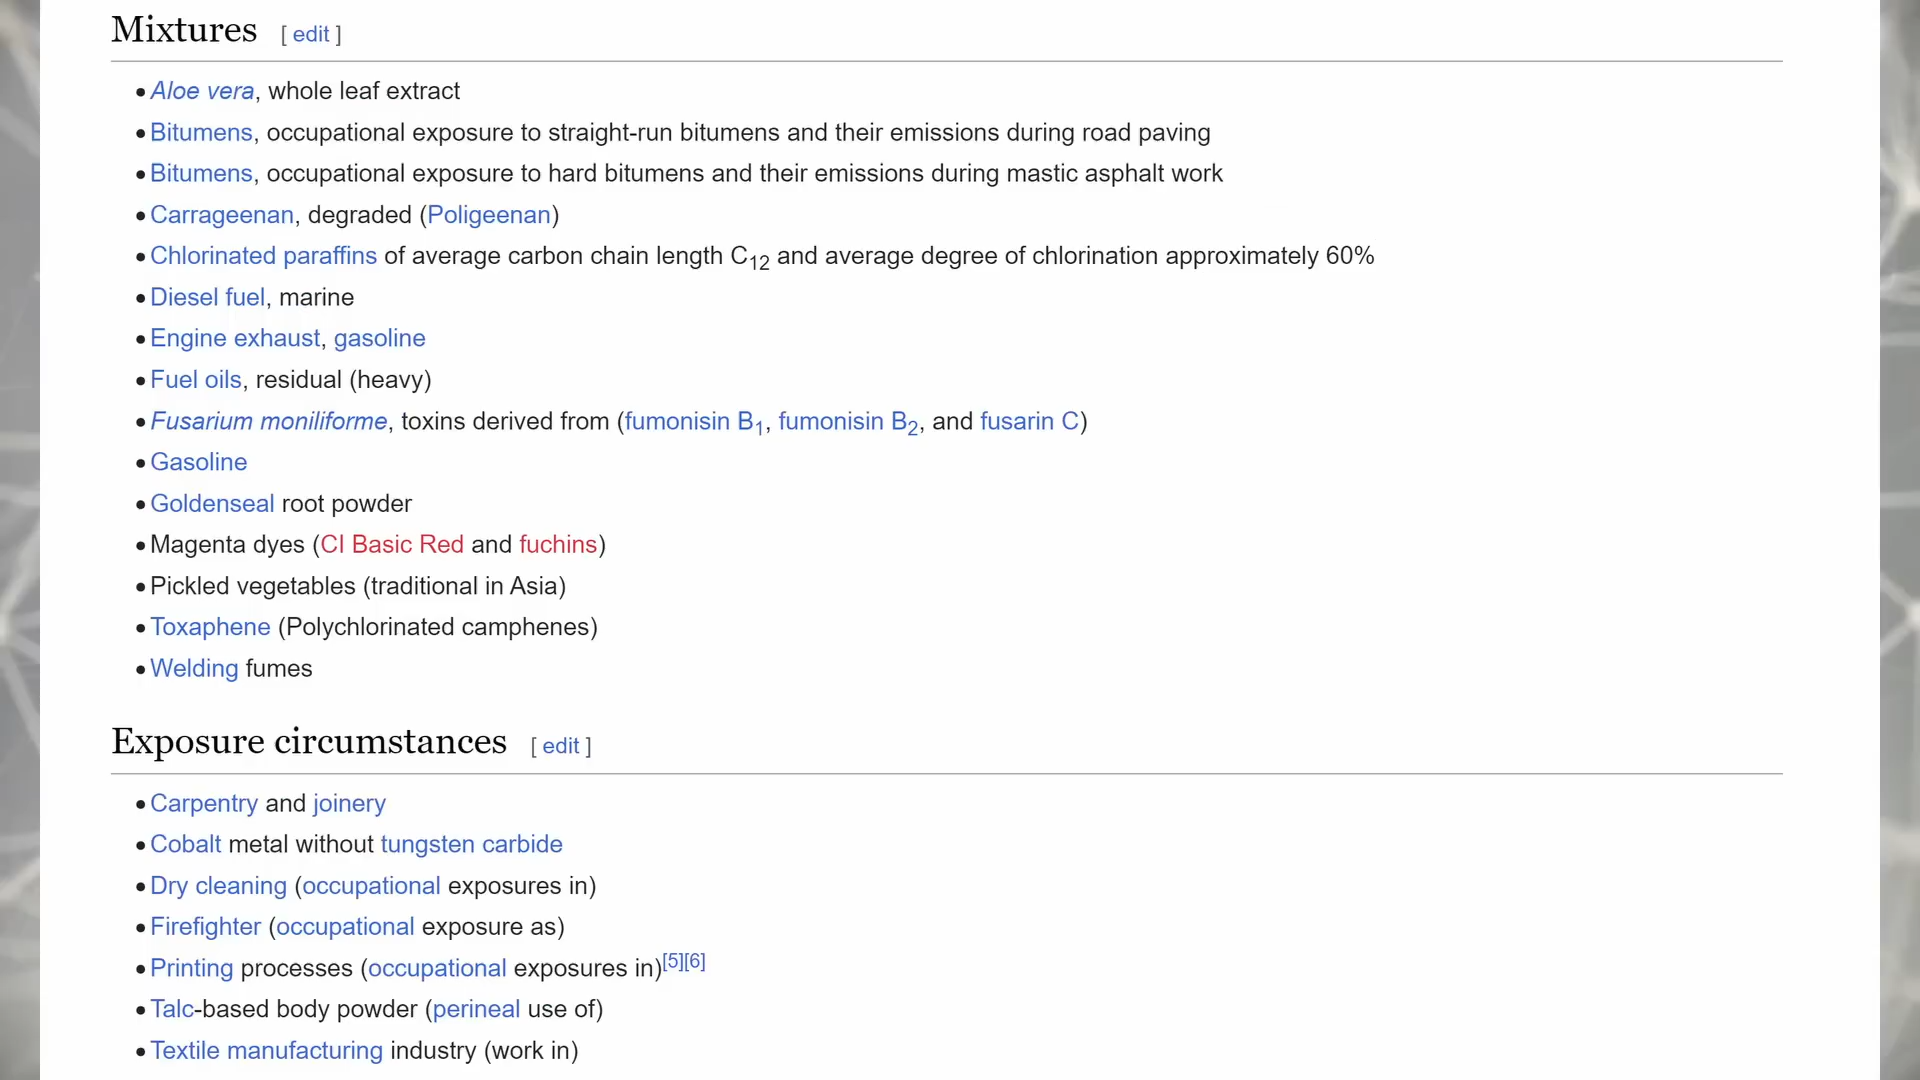 Mixtures [ edit ]
Aloe vera, whole leaf extract
Bitumens, occupational exposure to straight-run bitumens and their emissions during road paving
Bitumens, occupational exposure to hard bitumens and their emissions during mastic asphalt work
Carrageenan, degraded (Poligeenan)
Chlorinated paraffins of average carbon chain length C12 and average degree of chlorination approximately 60%
Diesel fuel, marine
Engine exhaust, gasoline
Fuel oils, residual (heavy)
Fusarium moniliforme, toxins derived from (fumonisin B1, fumonisin B2, and fusarin C)
Gasoline
Goldenseal root powder
Magenta dyes (CI Basic Red and fuchins)
Pickled vegetables (traditional in Asia)
Toxaphene (Polychlorinated camphenes)
Welding fumes
Exposure circumstances [ edit ]
Carpentry and joinery
Cobalt metal without tungsten carbide
Dry cleaning (occupational exposures in)
Firefighter (occupational exposure as)
Printing processes (occupational exposures in)[5][6]
Talc-based body powder (perineal use of)
Textile manufacturing industry (work in)